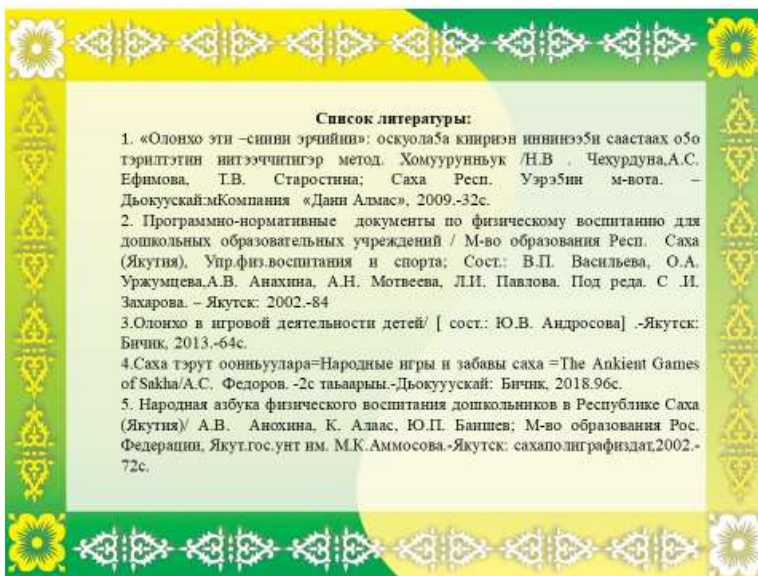 Список литературы:
1. «Олонхо эти –сиини эрчийии»: оскуола5а киириэн иннинээ5и саастаах о5о
тэрилтэтин иитээччитигэр метод. Хомуурунньук /Н.В . Чехурдуна,А.С.
Ефимова, Т.В. Старостина; Саха Респ. Уэрэ5ин м-вота. –
Дьокуускай:мКомпания «Дани Алмас», 2009.-32с.
2. Программно-нормативные документы по физическому воспитанию для
дошкольных образовательных учреждений / М-во образования Респ. Саха
(Якутия), Упр.физ.воспитания и спорта; Сост.: В.П. Васильева, О.А.
Уржумцева,А.В. Анахина, А.Н. Мотвеева, Л.И. Павлова. Под реда. С .И.
Захарова. – Якутск: 2002.-84
3.Олонхо в игровой деятельности детей/ [ сост.: Ю.В. Андросова] .-Якутск:
Бичик, 2013.-64с.
4.Саха тэрут оонньуулара=Народные игры и забавы саха =The Ankient Games
of Sakha/А.С. Федоров. -2с таьаарыы.-Дьокууускай: Бичик, 2018.96с.
5. Народная азбука физического воспитания дошкольников в Республике Саха
(Якутия)/ А.В. Анохина, К. Алаас, Ю.П. Баишев; М-во образования Рос.
Федерации, Якут.гос.унт им. М.К.Аммосова.-Якутск: сахаполиграфиздат,2002.-
72с.